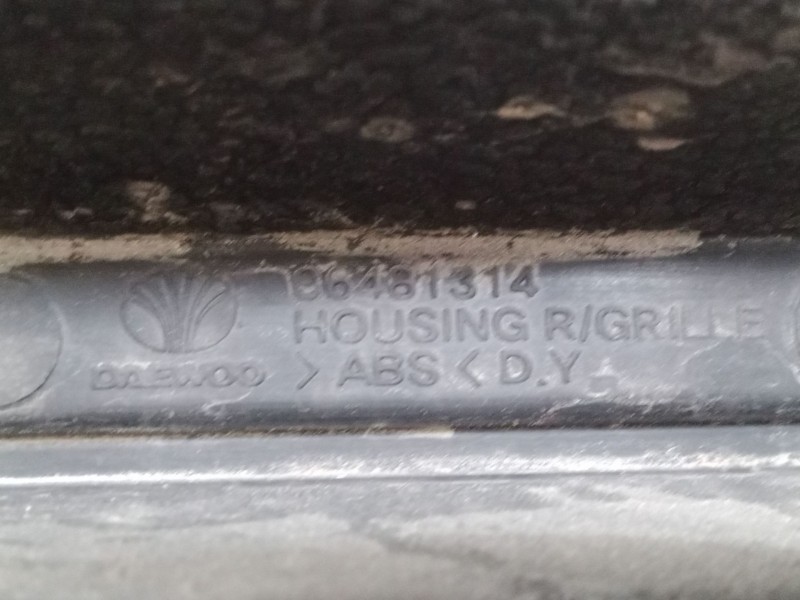 96481314
HOUSING R/GRILLE
DAEWOO > ABS < D.Y